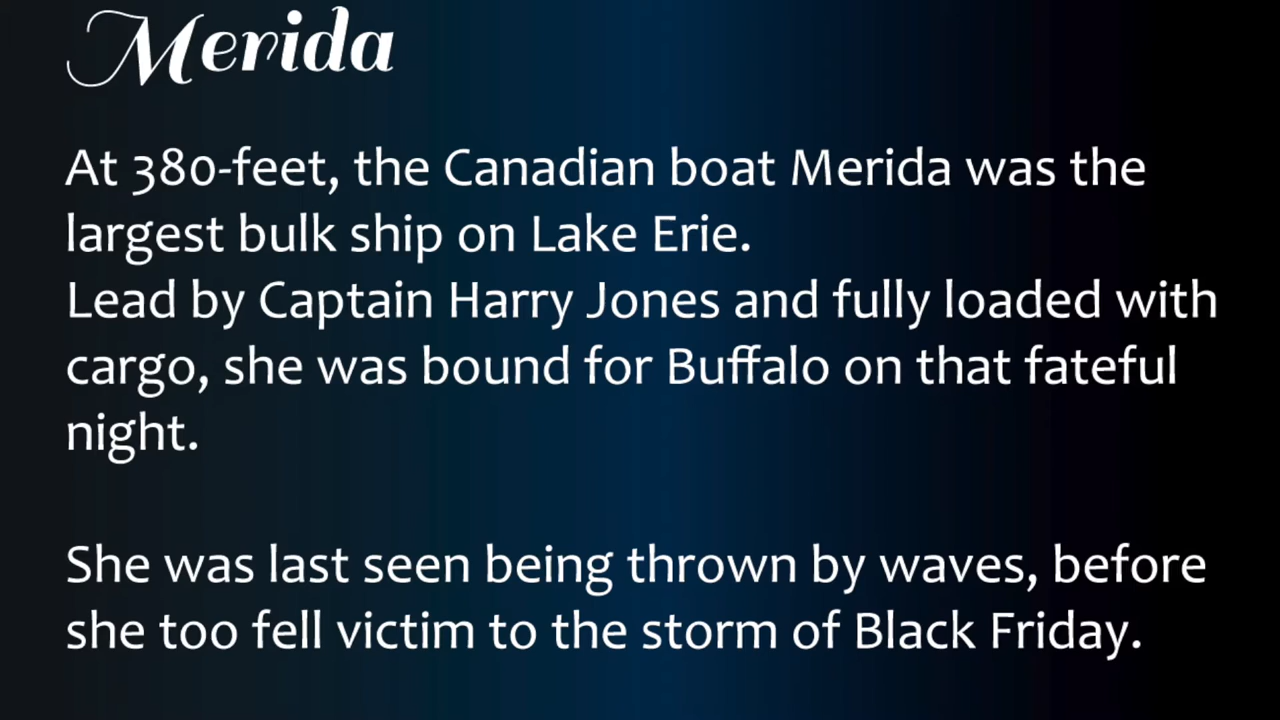 Merida
At 380-feet, the Canadian boat Merida was the
largest bulk ship on Lake Erie.
Lead by Captain Harry Jones and fully loaded with
cargo, she was bound for Buffalo on that fateful
night.
She was last seen being thrown by waves, before
she too fell victim to the storm of Black Friday.